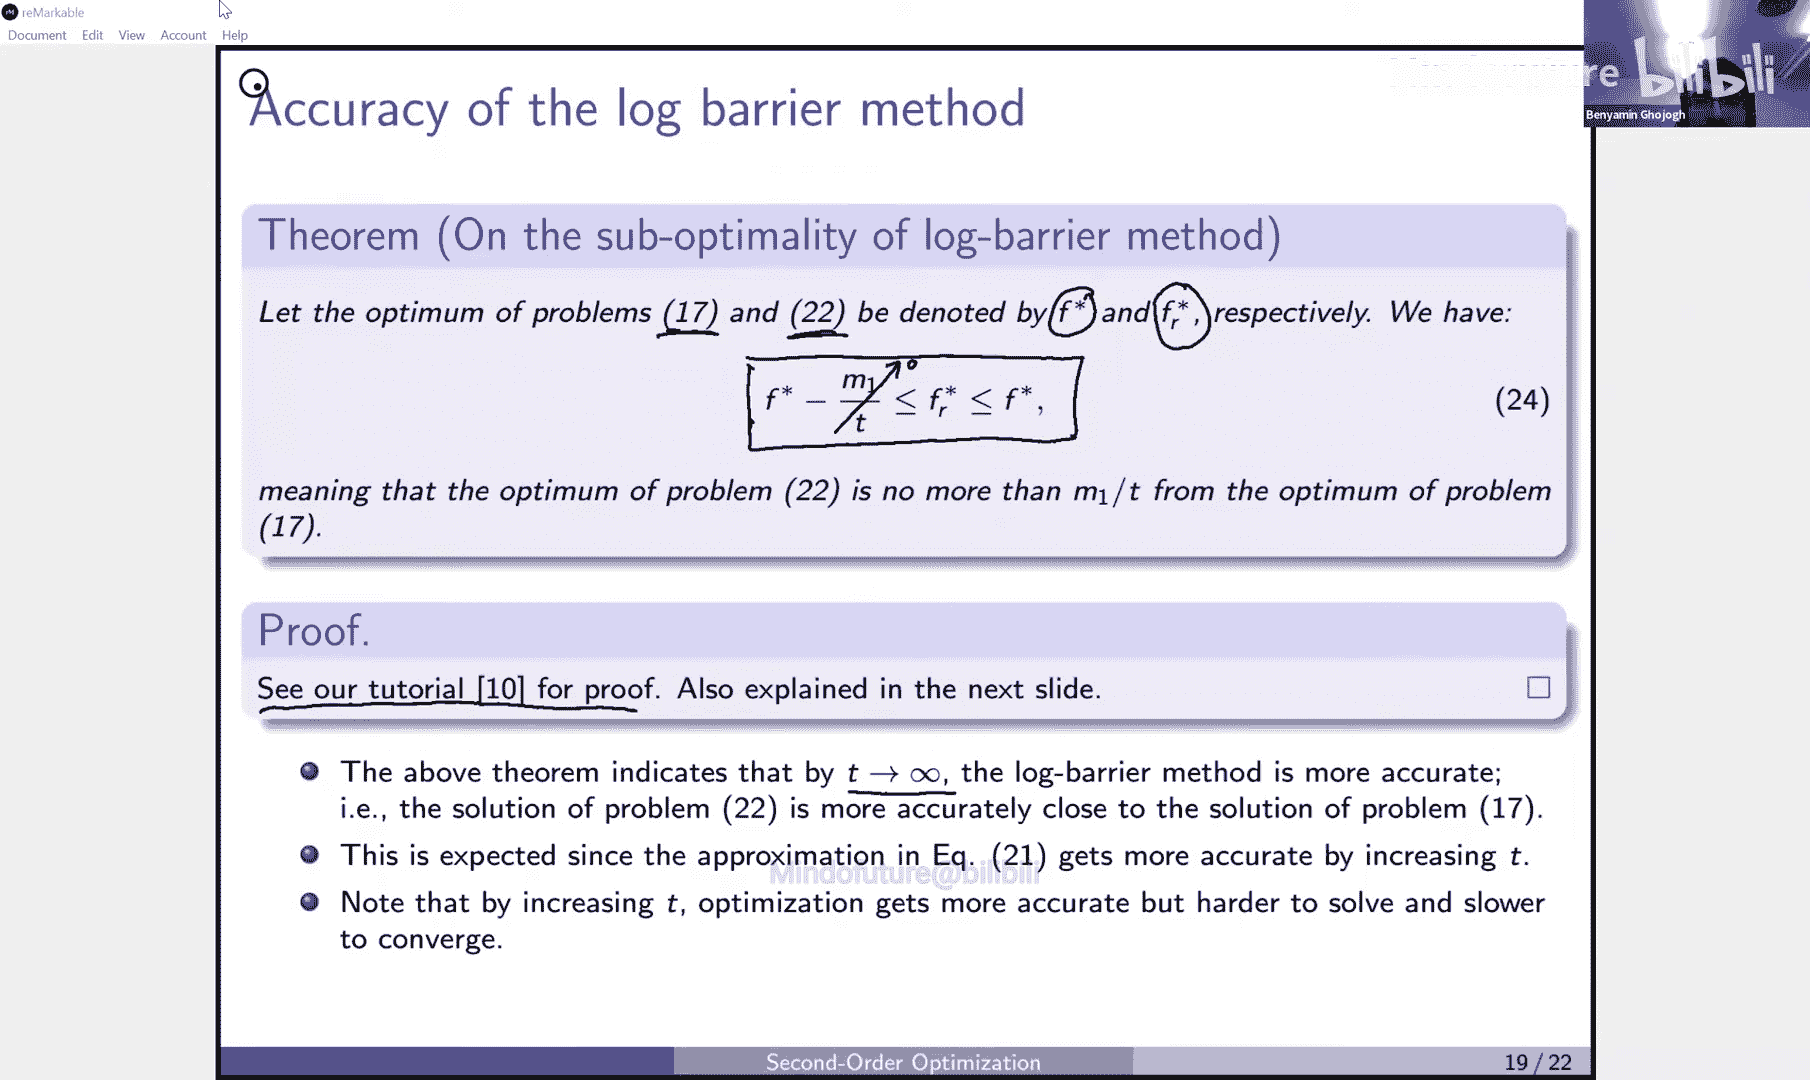 reMarkable
Document Edit View Account Help
re bilibili
Benyamin Ghojogh
Accuracy of the log barrier method
Theorem (On the sub-optimality of log-barrier method)
Let the optimum of problems (17) and (22) be denoted by f* and f_r^*, respectively. We have:
f* − m₁/t ≤ f_r^* ≤ f*, (24)
0
meaning that the optimum of problem (22) is no more than m₁/t from the optimum of problem
(17).
Proof.
See our tutorial [10] for proof. Also explained in the next slide. □
The above theorem indicates that by t → ∞, the log-barrier method is more accurate;
i.e., the solution of problem (22) is more accurately close to the solution of problem (17).
This is expected since the approximation in Eq. (21) gets more accurate by increasing t.
Mindofuture@bilibili
Note that by increasing t, optimization gets more accurate but harder to solve and slower
to converge.
Second-Order Optimization
19 / 22